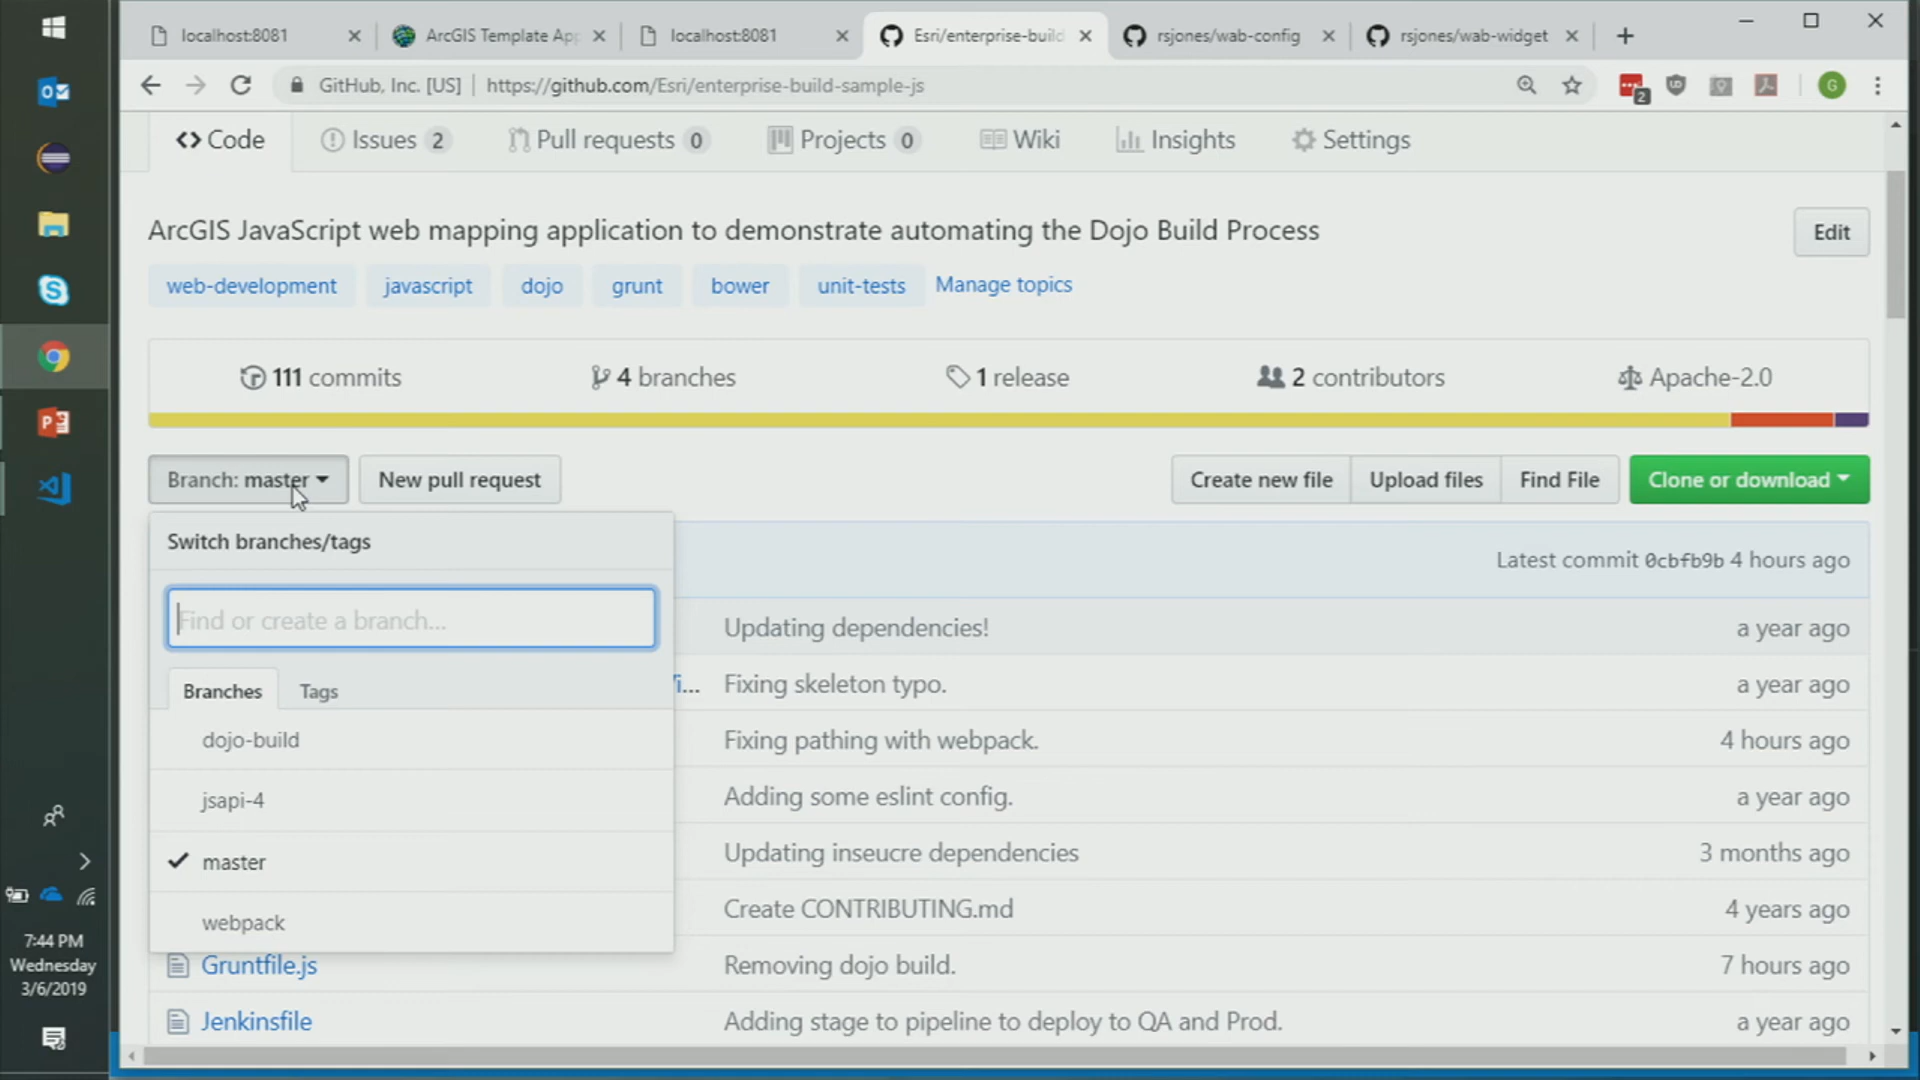 localhost:8081
ArcGIS Template App
localhost:8081
Esri/enterprise-build
rsjones/wab-config
rsjones/wab-widget
GitHub, Inc. [US] | https://github.com/Esri/enterprise-build-sample-js
2
G
Code
Issues 2
Pull requests 0
Projects 0
Wiki
Insights
Settings
ArcGIS JavaScript web mapping application to demonstrate automating the Dojo Build Process
Edit
web-development javascript dojo grunt bower unit-tests Manage topics
111 commits
4 branches
1 release
2 contributors
Apache-2.0
Branch: master
New pull request
Create new file
Upload files
Find File
Clone or download
Switch branches/tags
Find or create a branch...
Branches
Tags
dojo-build
jsapi-4
master
webpack
Latest commit 0cbfb9b 4 hours ago
Updating dependencies! a year ago
Fixing skeleton typo. a year ago
Fixing pathing with webpack. 4 hours ago
Adding some eslint config. a year ago
Updating inseucre dependencies 3 months ago
Create CONTRIBUTING.md 4 years ago
Gruntfile.js Removing dojo build. 7 hours ago
Jenkinsfile Adding stage to pipeline to deploy to QA and Prod. a year ago
7:44 PM
Wednesday
3/6/2019